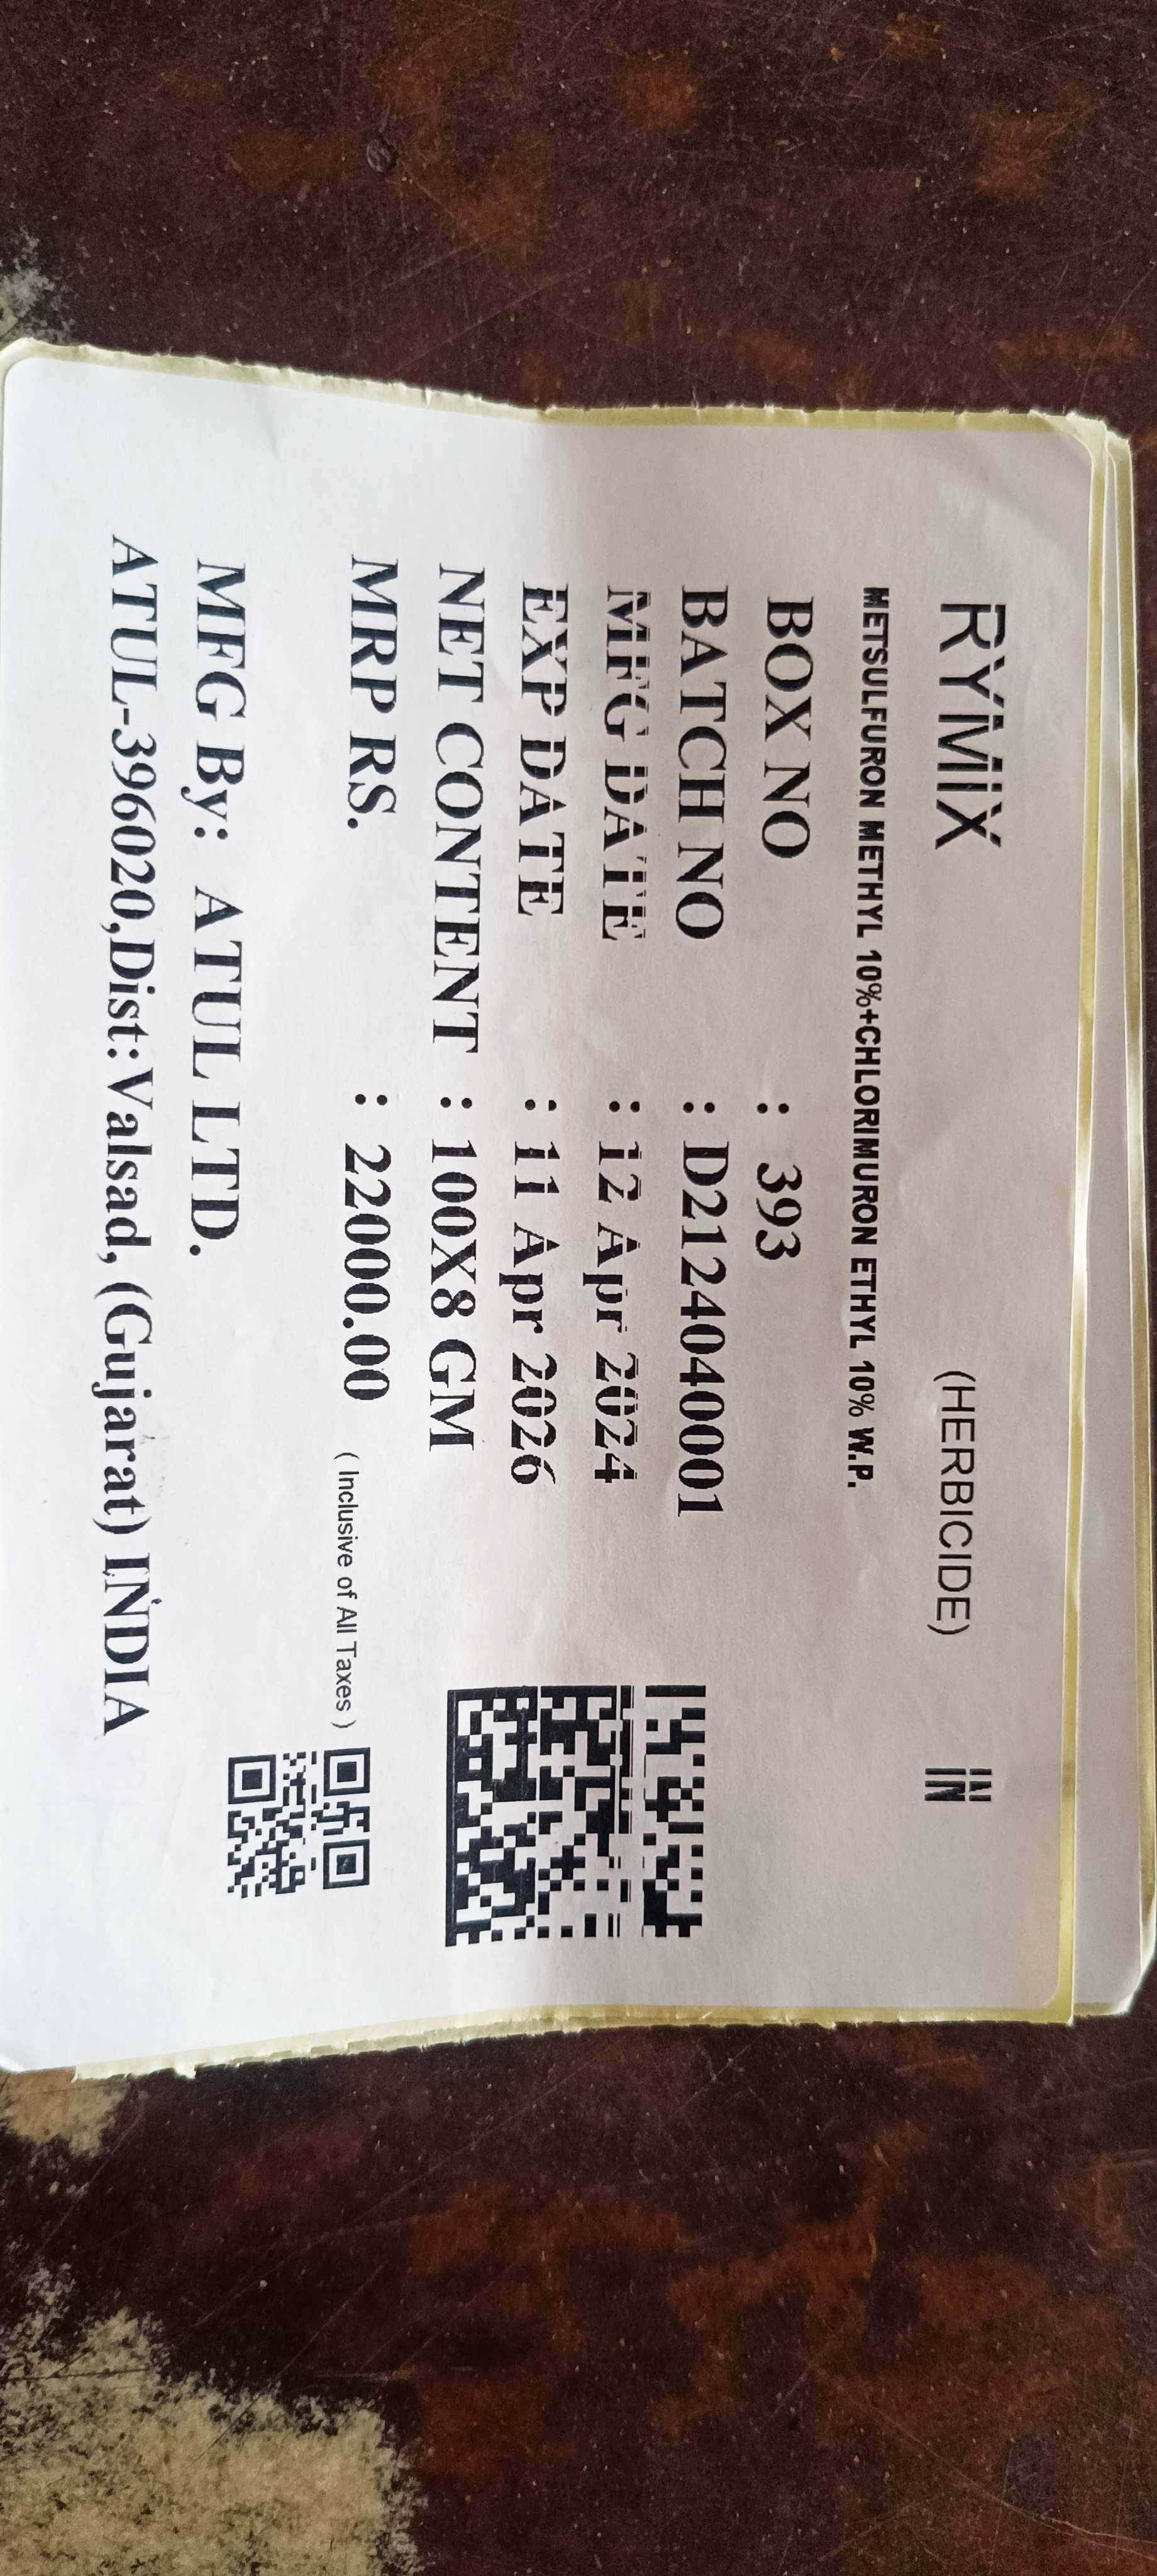 RYMIX (HERBICIDE) IN
METSULFURON METHYL 10%+CHLORIMURON ETHYL 10% W.P.
BOX NO : 393
BATCH NO : D2124040001
MFG DATE : 12 Apr 2024
EXP DATE : 11 Apr 2026
NET CONTENT : 100X8 GM
MRP RS. : 22000.00 ( Inclusive of All Taxes )
MFG By: ATUL LTD.
ATUL-396020,Dist:Valsad, (Gujarat) INDIA